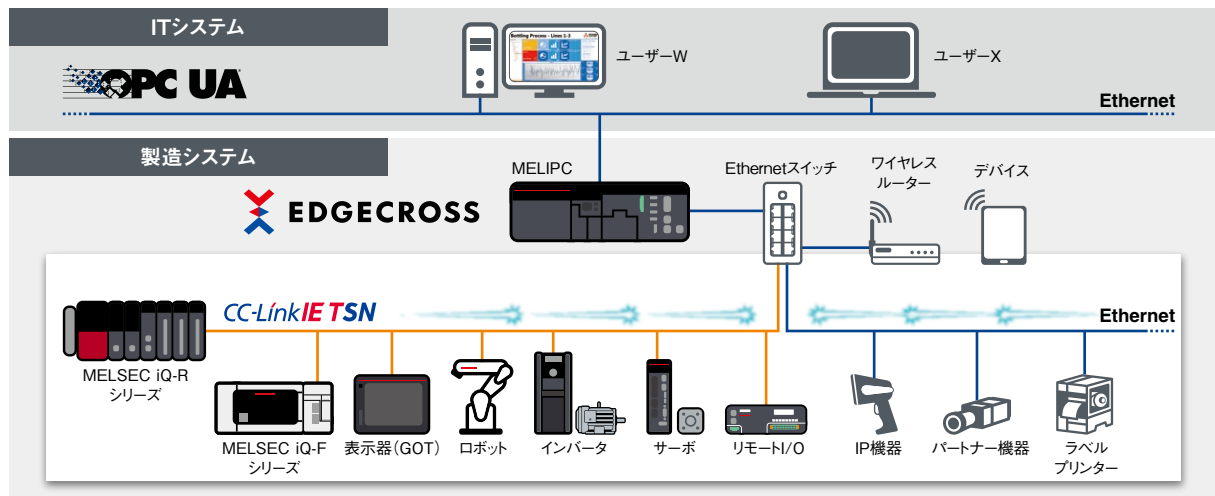 ITシステム
OPC UA
Bottling Process - Lines 1-3
ユーザーW
ユーザーX
Ethernet
製造システム
EDGECROSS
MELIPC
Ethernetスイッチ
ワイヤレス
ルーター
デバイス
CC-Link IE TSN
Ethernet
MELSEC iQ-R
シリーズ
MELSEC iQ-F
シリーズ
表示器(GOT)
ロボット
インバータ
サーボ
リモートI/O
IP機器
パートナー機器
ラベル
プリンター